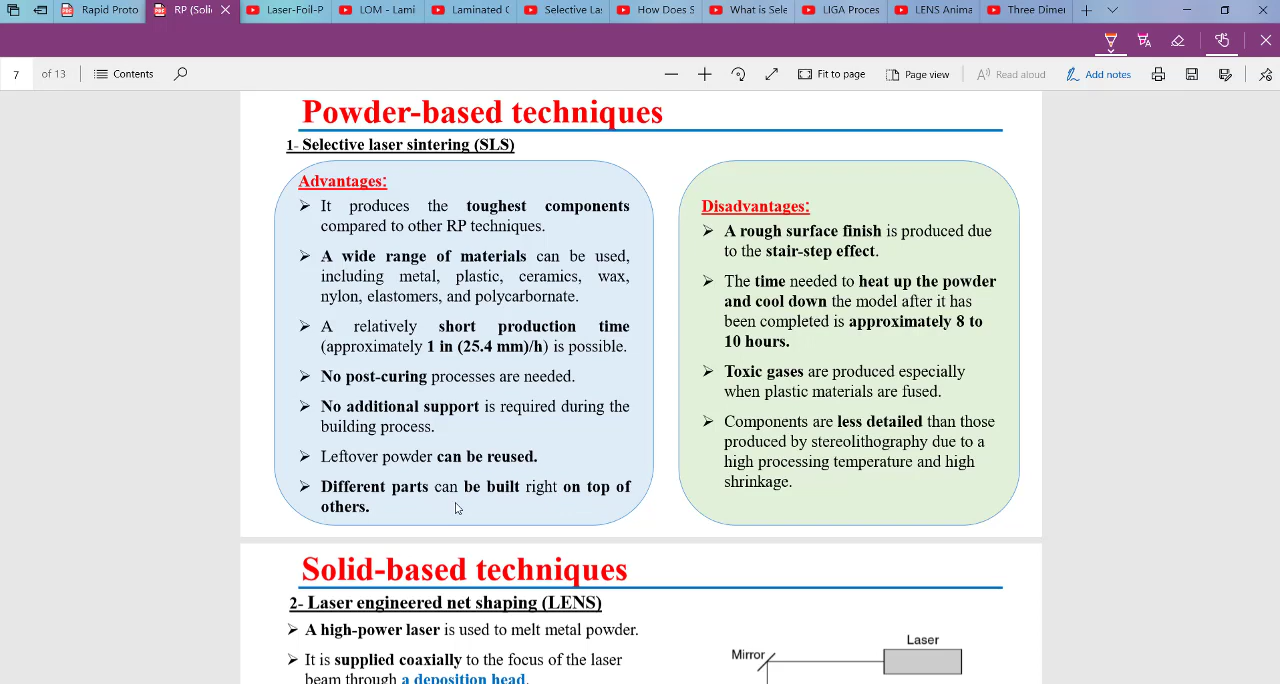 Rapid Proto
RP (Soli
Laser-Foil-P
LOM - Lami
Laminated O
Selective La
How Does S
What is Sele
LIGA Proces
LENS Anima
Three Dimer
7 of 13
Contents
Fit to page
Page view
Read aloud
Add notes
Powder-based techniques
1- Selective laser sintering (SLS)
Advantages:
➢ It produces the toughest components
compared to other RP techniques.
➢ A wide range of materials can be used,
including metal, plastic, ceramics, wax,
nylon, elastomers, and polycarbornate.
➢ A relatively short production time
(approximately 1 in (25.4 mm)/h) is possible.
➢ No post-curing processes are needed.
➢ No additional support is required during the
building process.
➢ Leftover powder can be reused.
➢ Different parts can be built right on top of
others.
Disadvantages:
➢ A rough surface finish is produced due
to the stair-step effect.
➢ The time needed to heat up the powder
and cool down the model after it has
been completed is approximately 8 to
10 hours.
➢ Toxic gases are produced especially
when plastic materials are fused.
➢ Components are less detailed than those
produced by stereolithography due to a
high processing temperature and high
shrinkage.
Solid-based techniques
2- Laser engineered net shaping (LENS)
➢ A high-power laser is used to melt metal powder.
➢ It is supplied coaxially to the focus of the laser
beam through a deposition head.
Laser
Mirror